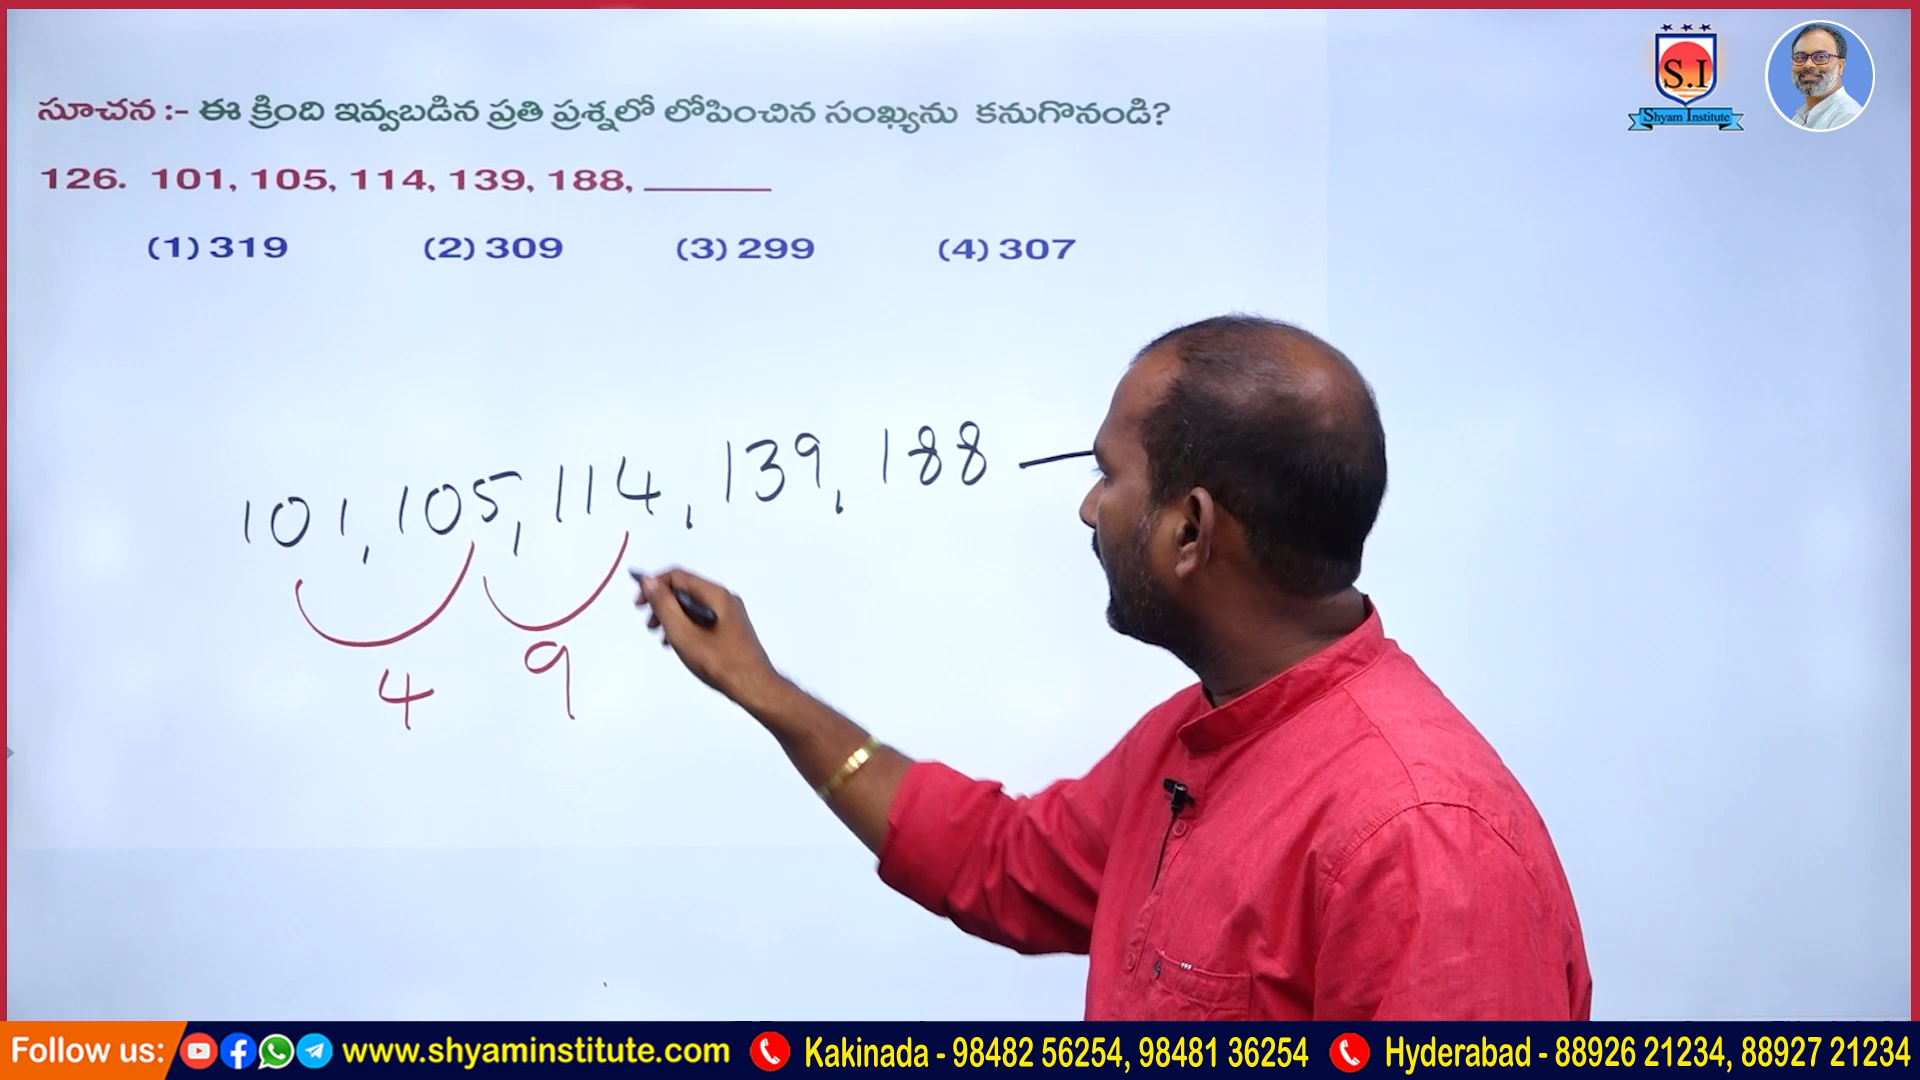 S.I
Shyam Institute
సూచన :- ఈ క్రింది ఇవ్వబడిన ప్రతి ప్రశ్నలో లోపించిన సంఖ్యను కనుగొనండి?
126. 101, 105, 114, 139, 188, ______
(1) 319 (2) 309 (3) 299 (4) 307
101, 105, 114, 139, 188 —
4 9
Follow us: www.shyaminstitute.com Kakinada - 98482 56254, 98481 36254 Hyderabad - 88926 21234, 88927 21234